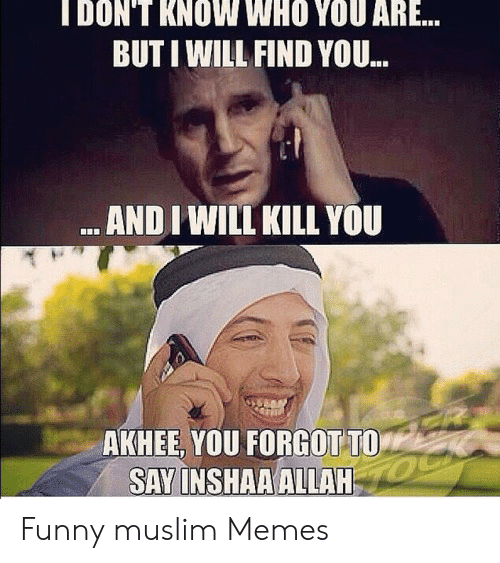 I DON'T KNOW WHO YOU ARE...
BUT I WILL FIND YOU...
... AND I WILL KILL YOU
AKHEE, YOU FORGOT TO
SAY INSHAA ALLAH
Funny muslim Memes